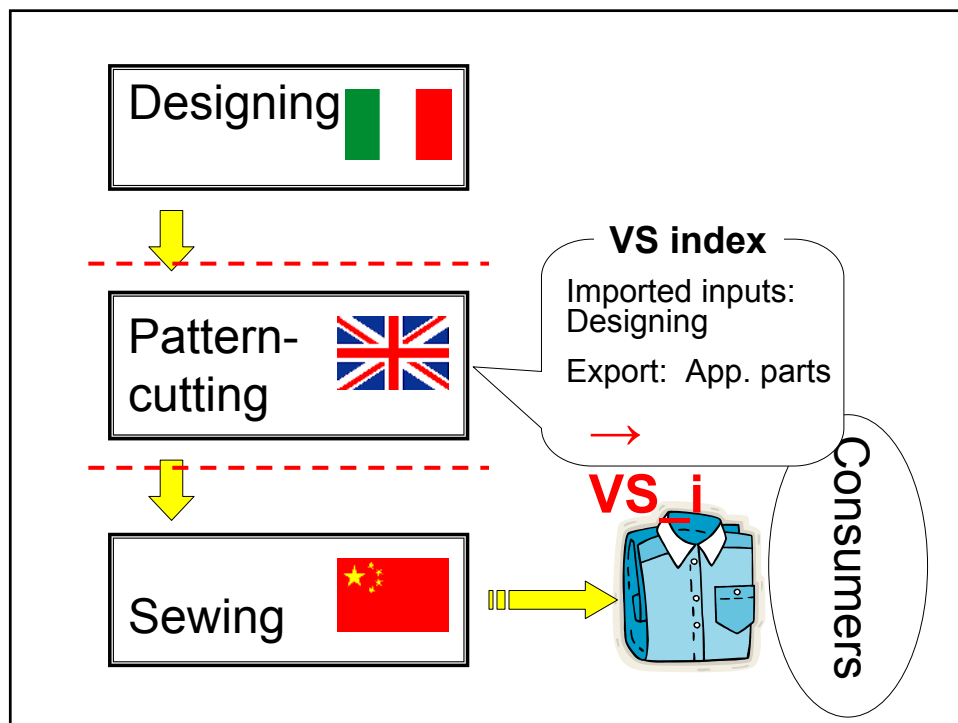 Designing
Pattern-
cutting
Sewing
VS index
Imported inputs:
Designing
Export: App. parts
→
VS_i
Consumers